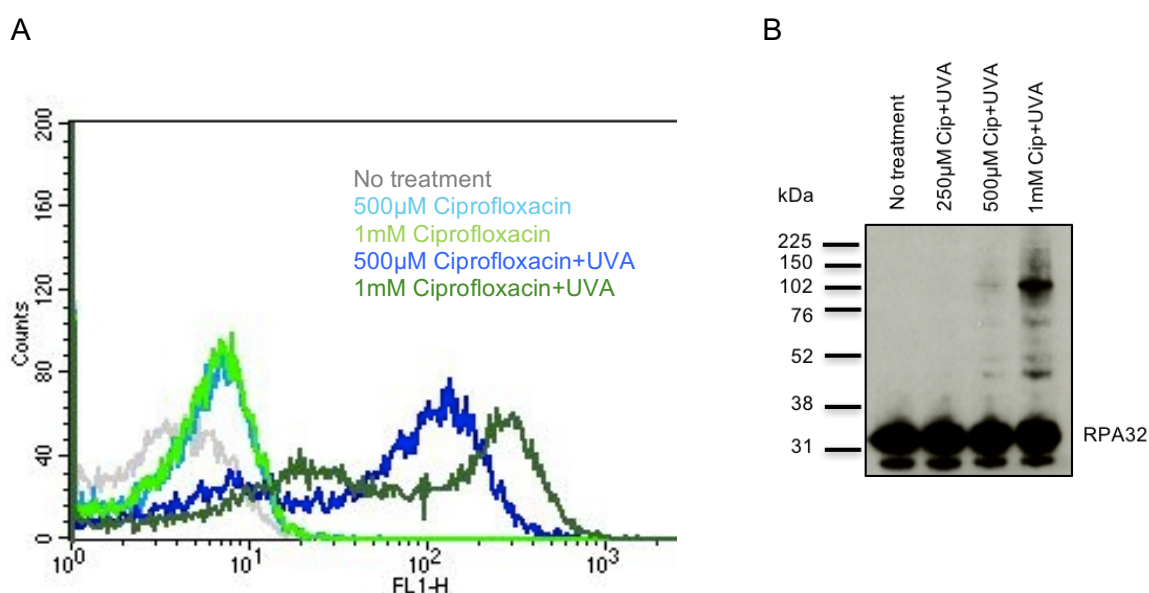 A
B
200
160
120
80
40
0
Counts
10⁰
10¹
10²
10³
FL1-H
No treatment
500µM Ciprofloxacin
1mM Ciprofloxacin
500µM Ciprofloxacin+UVA
1mM Ciprofloxacin+UVA
No treatment
250µM Cip+UVA
500µM Cip+UVA
1mM Cip+UVA
kDa
225
150
102
76
52
38
31
RPA32